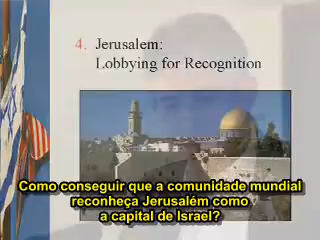 4. Jerusalem:
Lobbying for Recognition
Como conseguir que a comunidade mundial
reconheça Jerusalém como
a capital de Israel?